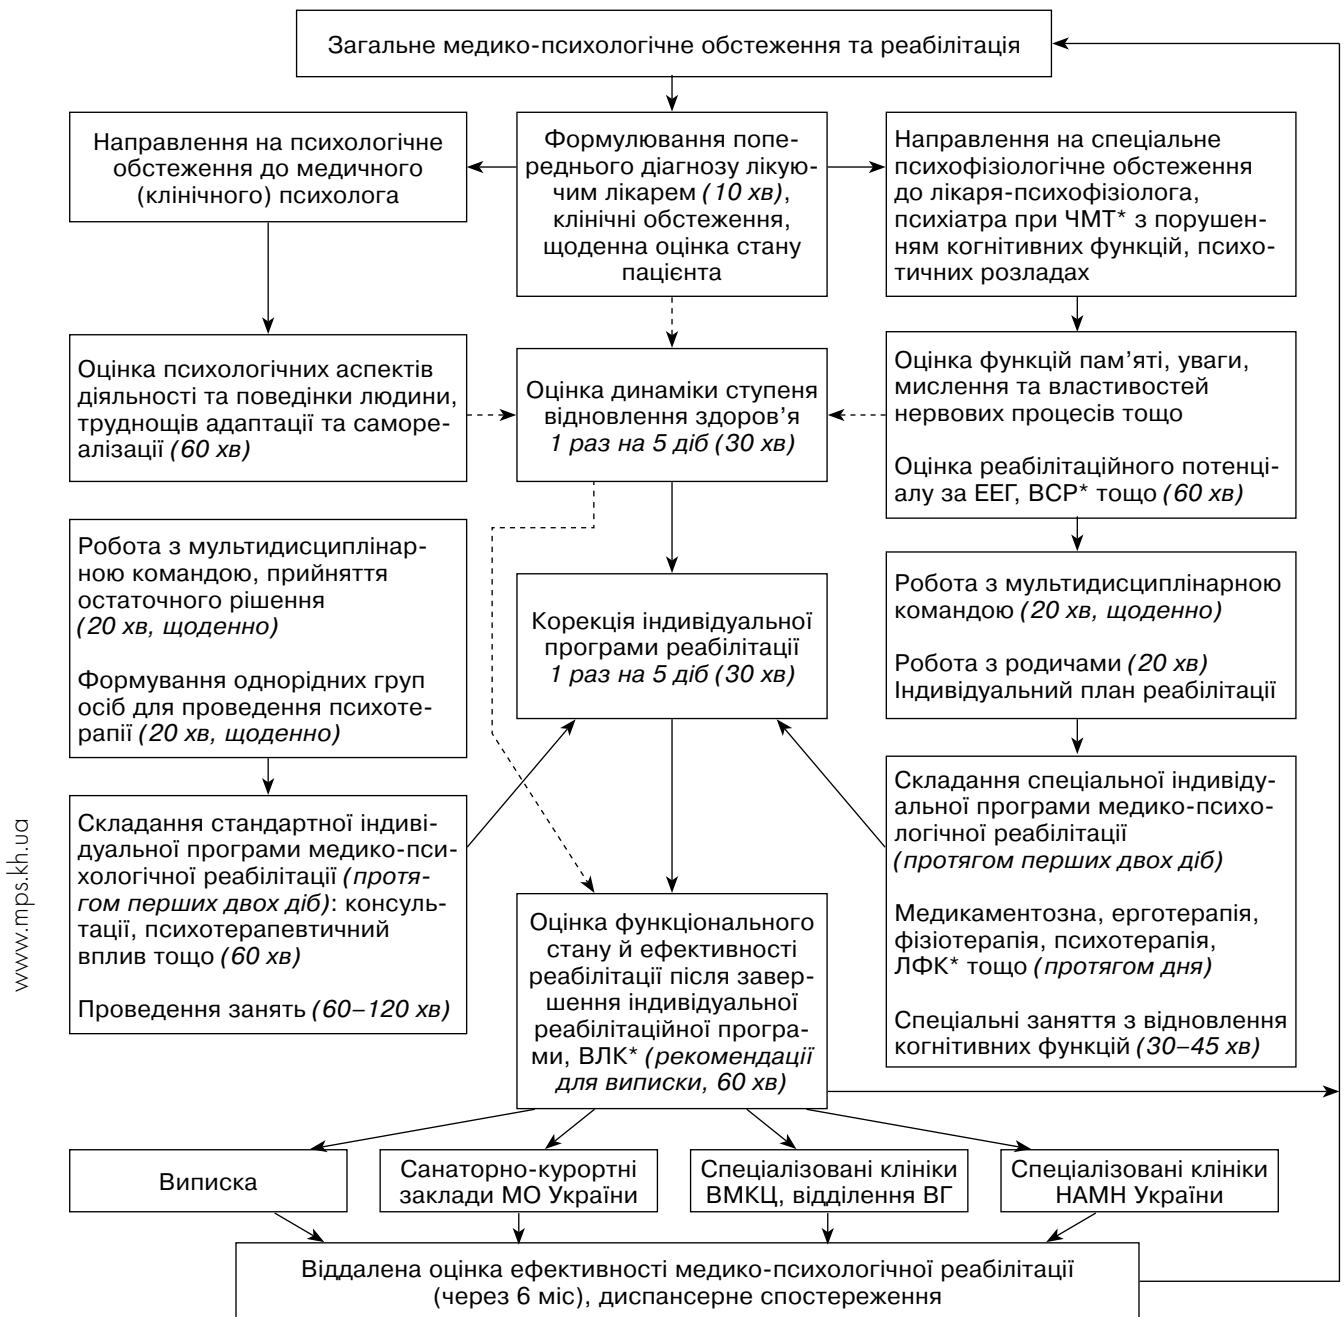 Загальне медико-психологічне обстеження та реабілітація
Направлення на психологічне
обстеження до медичного
(клінічного) психолога
Формулювання попе-
реднього діагнозу лікую-
чим лікарем (10 хв),
клінічні обстеження,
щоденна оцінка стану
пацієнта
Направлення на спеціальне
психофізіологічне обстеження
до лікаря-психофізіолога,
психіатра при ЧМТ* з порушен-
ням когнітивних функцій, психо-
тичних розладах
Оцінка психологічних аспектів
діяльності та поведінки людини,
труднощів адаптації та саморе-
алізації (60 хв)
Оцінка динаміки ступеня
відновлення здоров’я
1 раз на 5 діб (30 хв)
Оцінка функцій пам’яті, уваги,
мислення та властивостей
нервових процесів тощо
Оцінка реабілітаційного потенці-
алу за ЕЕГ, ВСР* тощо (60 хв)
Робота з мультидисциплінар-
ною командою, прийняття
остаточного рішення
(20 хв, щоденно)
Формування однорідних груп
осіб для проведення психоте-
рапії (20 хв, щоденно)
Корекція індивідуальної
програми реабілітації
1 раз на 5 діб (30 хв)
Робота з мультидисциплінарною
командою (20 хв, щоденно)
Робота з родичами (20 хв)
Індивідуальний план реабілітації
Складання стандартної індиві-
дуальної програми медико-пси-
хологічної реабілітації (протя-
гом перших двох діб): консуль-
тації, психотерапевтичний
вплив тощо (60 хв)
Проведення занять (60–120 хв)
Оцінка функціонального
стану й ефективності
реабілітації після завер-
шення індивідуальної
реабілітаційної програ-
ми, ВЛК* (рекомендації
для виписки, 60 хв)
Складання спеціальної індивіду-
альної програми медико-психо-
логічної реабілітації
(протягом перших двох діб)
Медикаментозна, ерготерапія,
фізіотерапія, психотерапія,
ЛФК* тощо (протягом дня)
Спеціальні заняття з відновлення
когнітивних функцій (30–45 хв)
Виписка
Санаторно-курортні
заклади МО України
Спеціалізовані клініки
ВМКЦ, відділення ВГ
Спеціалізовані клініки
НАМН України
Віддалена оцінка ефективності медико-психологічної реабілітації
(через 6 міс), диспансерне спостереження
www.mps.kh.ua